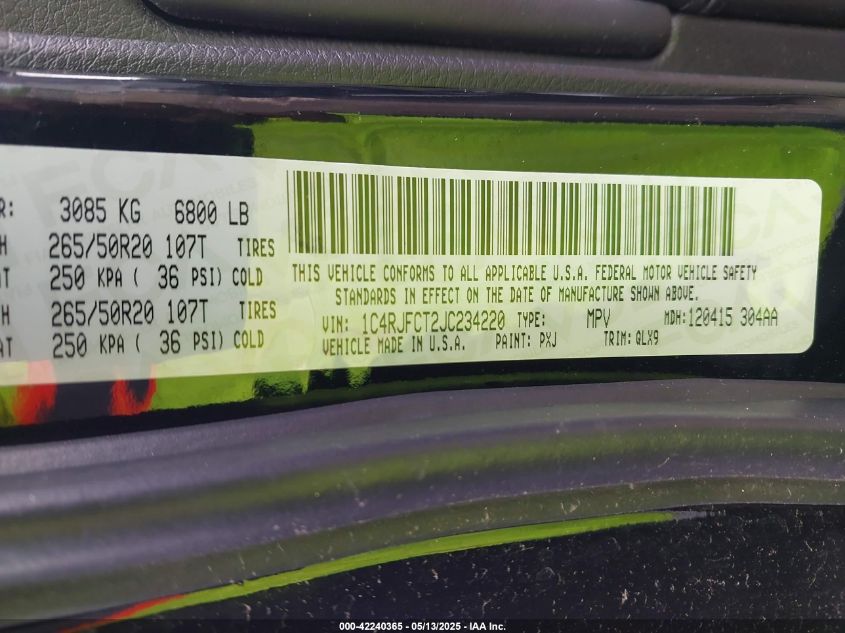 R: 3085 KG 6800 LB
H 265/50R20 107T TIRES
AT 250 KPA ( 36 PSI) COLD
H 265/50R20 107T TIRES
AT 250 KPA ( 36 PSI) COLD
THIS VEHICLE CONFORMS TO ALL APPLICABLE U.S.A. FEDERAL MOTOR VEHICLE SAFETY
STANDARDS IN EFFECT ON THE DATE OF MANUFACTURE SHOWN ABOVE.
VIN: 1C4RJFCT2JC234220 TYPE: MPV MDH:120415 304AA
VEHICLE MADE IN U.S.A. PAINT: PXJ TRIM: QLX9
000-42240365 - 05/13/2025 - IAA Inc.